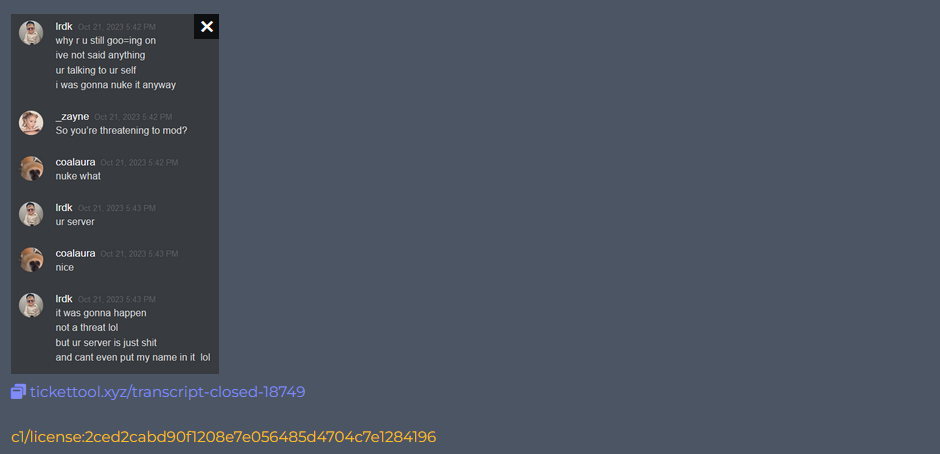 lrdk Oct 21, 2023 5:42 PM
why r u still goo=ing on
ive not said anything
ur talking to ur self
i was gonna nuke it anyway
_zayne Oct 21, 2023 5:42 PM
So you're threatening to mod?
coalaura Oct 21, 2023 5:42 PM
nuke what
lrdk Oct 21, 2023 5:43 PM
ur server
coalaura Oct 21, 2023 5:43 PM
nice
lrdk Oct 21, 2023 5:43 PM
it was gonna happen
not a threat lol
but ur server is just shit
and cant even put my name in it lol
tickettool.xyz/transcript-closed-18749
c1/license:2ced2cabd90f1208e7e056485d4704c7e1284196